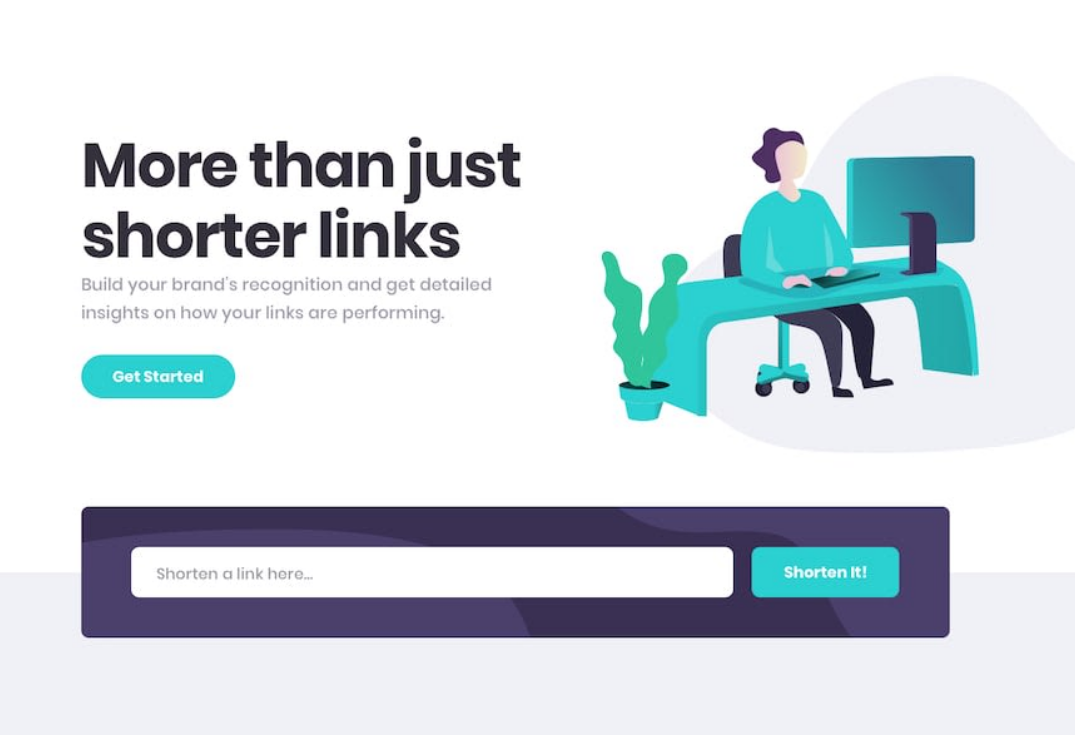 More than just
shorter links
Build your brand's recognition and get detailed
insights on how your links are performing.
Get Started
Shorten a link here...
Shorten It!